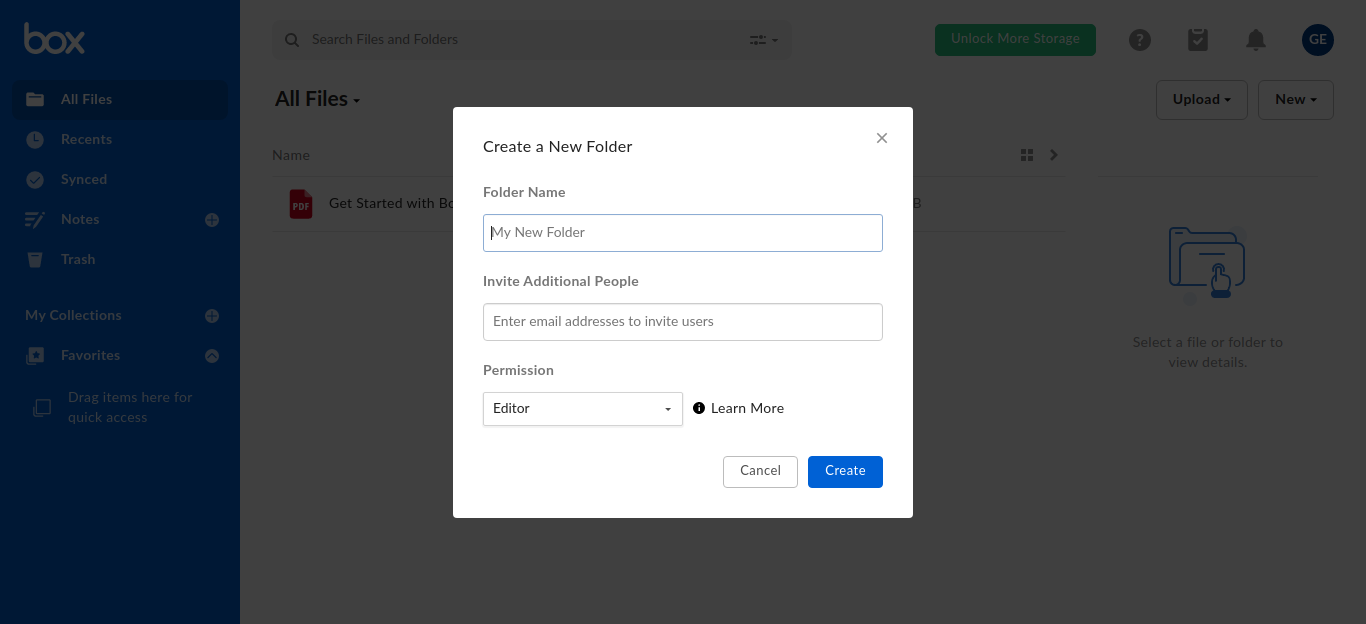 box
Search Files and Folders
Unlock More Storage
GE
All Files
Recents
Synced
Notes
Trash
My Collections
Favorites
Drag items here for
quick access
All Files
Upload
New
Name
PDF
Get Started with
B
Select a file or folder to
view details.
Create a New Folder
Folder Name
My New Folder
Invite Additional People
Enter email addresses to invite users
Permission
Editor
Learn More
Cancel
Create